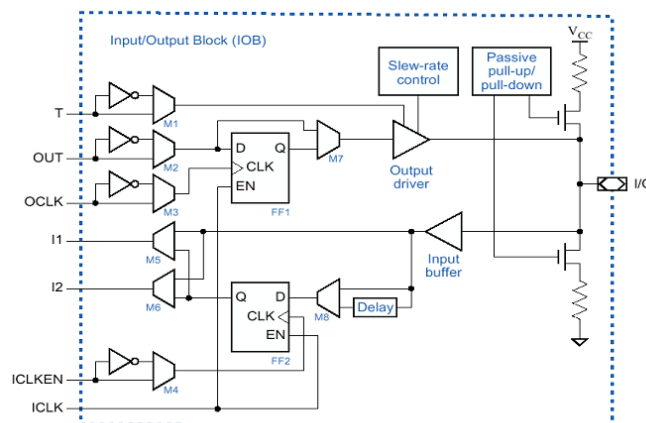 Input/Output Block (IOB)
VCC
Slew-rate
control
Passive
pull-up/
pull-down
T
M1
OUT
M2
D
Q
M7
CLK
Output
driver
EN
OCLK
M3
FF1
I/O
I1
M5
Input
buffer
I2
M6
Q
D
M8
Delay
CLK
EN
ICLKEN
M4
FF2
ICLK